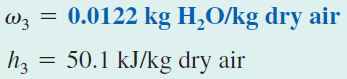 ω₃ = 0.0122 kg H₂O/kg dry air
h₃ = 50.1 kJ/kg dry air